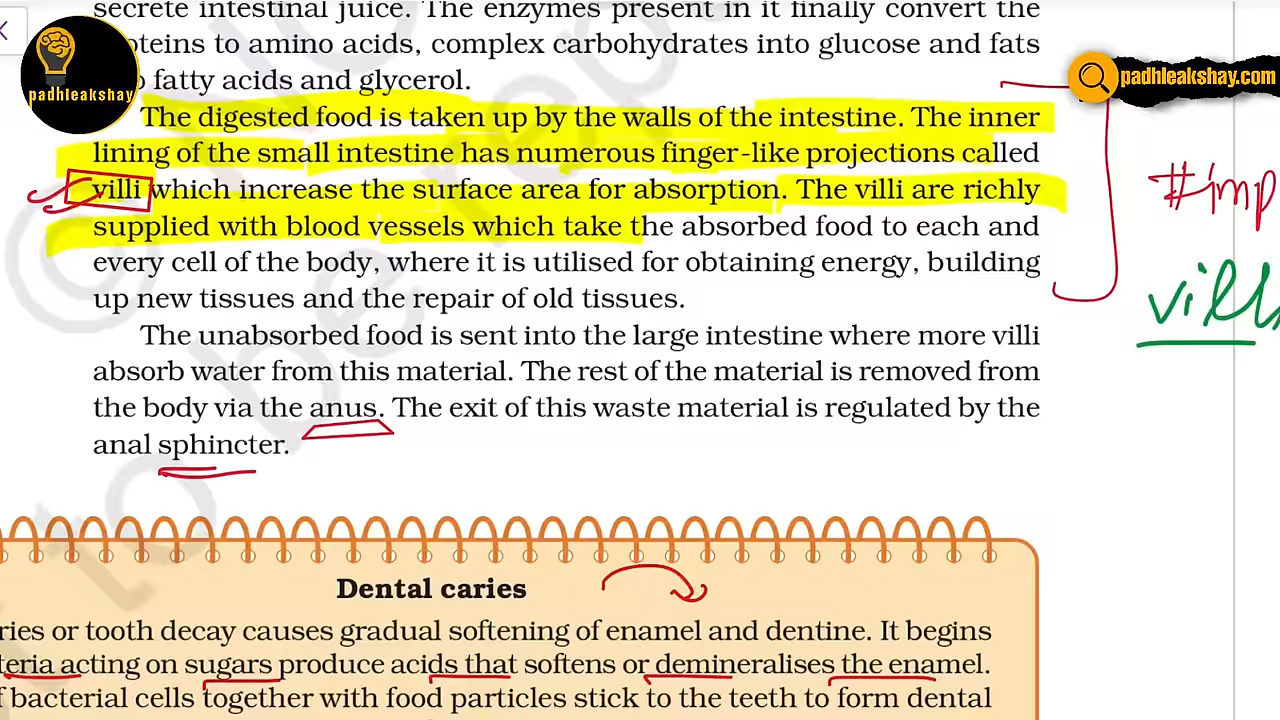 secrete intestinal juice. The enzymes present in it finally convert the
proteins to amino acids, complex carbohydrates into glucose and fats
fatty acids and glycerol.
padhleakshay
padhleakshay.com
The digested food is taken up by the walls of the intestine. The inner
lining of the small intestine has numerous finger-like projections called
villi which increase the surface area for absorption. The villi are richly
supplied with blood vessels which take the absorbed food to each and
every cell of the body, where it is utilised for obtaining energy, building
up new tissues and the repair of old tissues.
#imp
vill
The unabsorbed food is sent into the large intestine where more villi
absorb water from this material. The rest of the material is removed from
the body via the anus. The exit of this waste material is regulated by the
anal sphincter.
Dental caries
ries or tooth decay causes gradual softening of enamel and dentine. It begins
teria acting on sugars produce acids that softens or demineralises the enamel.
f bacterial cells together with food particles stick to the teeth to form dental